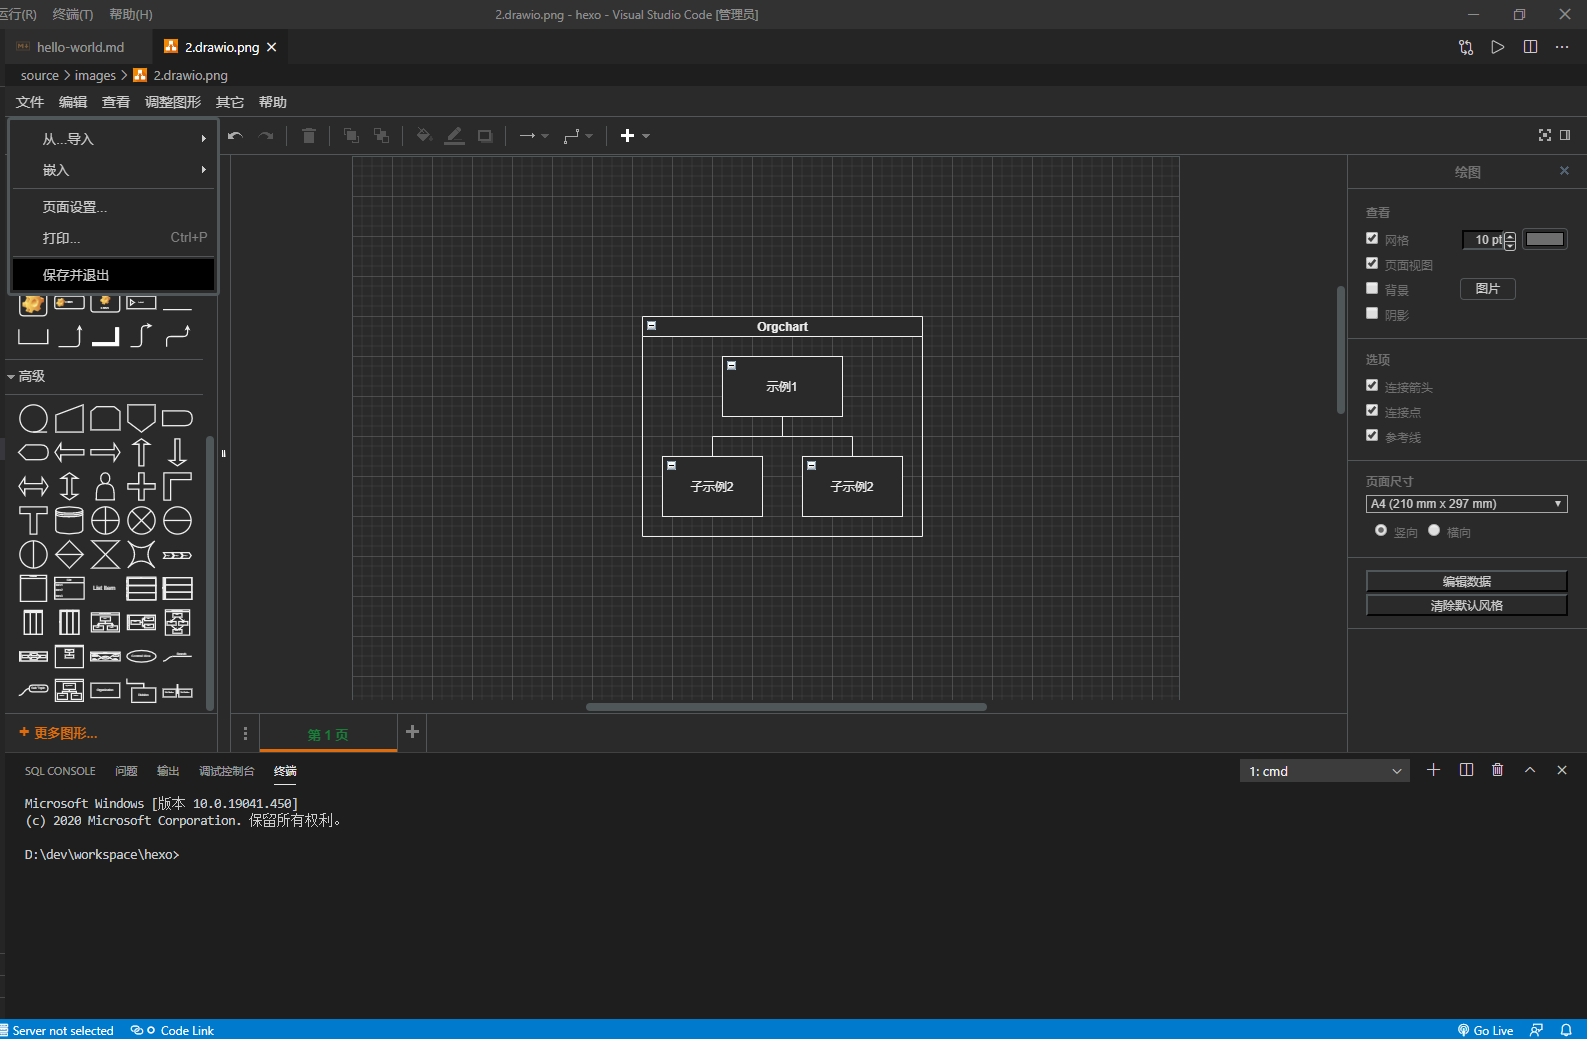 运行(R) 终端(T) 帮助(H) 2.drawio.png - hexo - Visual Studio Code [管理员]
hello-world.md 2.drawio.png
source > images > 2.drawio.png
文件 编辑 查看 调整图形 其它 帮助
从...导入
嵌入
页面设置...
打印... Ctrl+P
保存并退出
高级
List Item
更多图形...
Orgchart
示例1
子示例2 子示例2
第 1 页
绘图
查看
网格 10 pt
页面视图
背景 图片
阴影
选项
连接箭头
连接点
参考线
页面尺寸
A4 (210 mm x 297 mm)
竖向 横向
编辑数据
清除默认风格
SQL CONSOLE 问题 输出 调试控制台 终端 1: cmd
Microsoft Windows [版本 10.0.19041.450]
(c) 2020 Microsoft Corporation. 保留所有权利。
D:\dev\workspace\hexo>
Server not selected Code Link Go Live